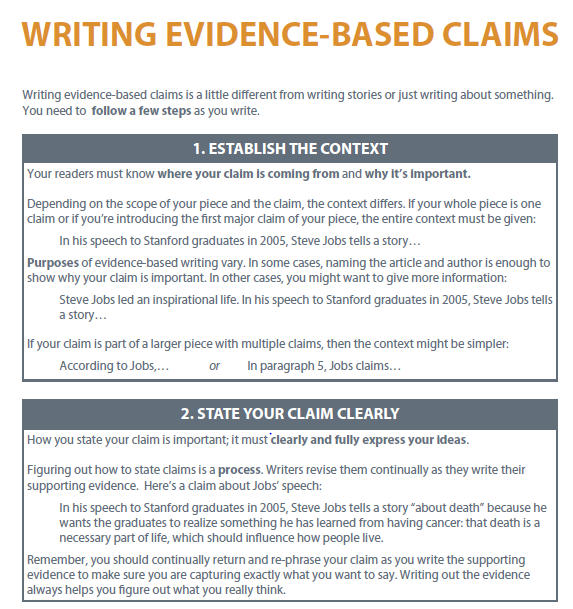 WRITING EVIDENCE-BASED CLAIMS
Writing evidence-based claims is a little different from writing stories or just writing about something.
You need to follow a few steps as you write.
1. ESTABLISH THE CONTEXT
Your readers must know where your claim is coming from and why it's important.
Depending on the scope of your piece and the claim, the context differs. If your whole piece is one
claim or if you're introducing the first major claim of your piece, the entire context must be given:
In his speech to Stanford graduates in 2005, Steve Jobs tells a story…
Purposes of evidence-based writing vary. In some cases, naming the article and author is enough to
show why your claim is important. In other cases, you might want to give more information:
Steve Jobs led an inspirational life. In his speech to Stanford graduates in 2005, Steve Jobs tells
a story…
If your claim is part of a larger piece with multiple claims, then the context might be simpler:
According to Jobs,… or In paragraph 5, Jobs claims…
2. STATE YOUR CLAIM CLEARLY
How you state your claim is important; it must clearly and fully express your ideas.
Figuring out how to state claims is a process. Writers revise them continually as they write their
supporting evidence. Here's a claim about Jobs' speech:
In his speech to Stanford graduates in 2005, Steve Jobs tells a story "about death" because he
wants the graduates to realize something he has learned from having cancer: that death is a
necessary part of life, which should influence how people live.
Remember, you should continually return and re-phrase your claim as you write the supporting
evidence to make sure you are capturing exactly what you want to say. Writing out the evidence
always helps you figure out what you really think.